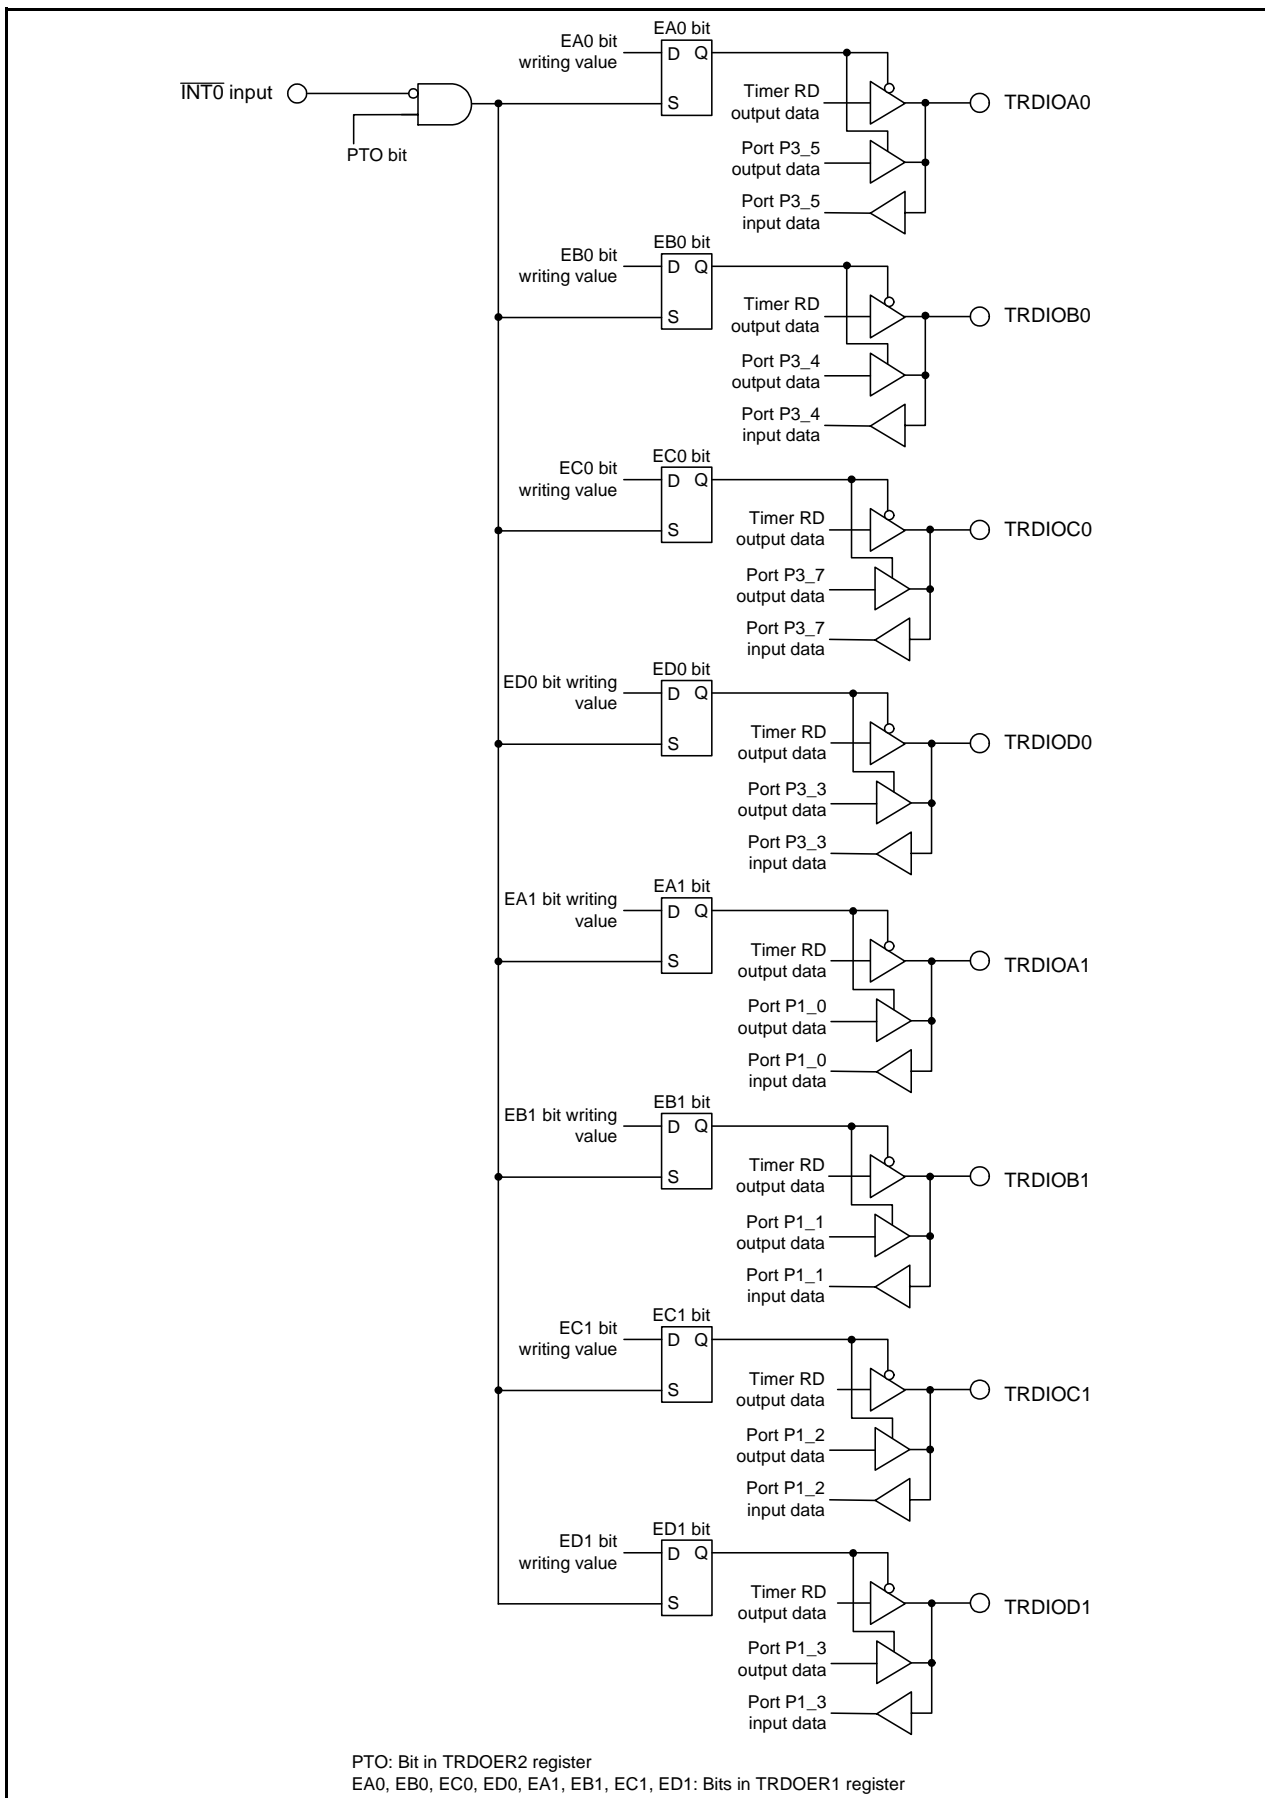 EA0 bit
EA0 bit
writing value
D Q
S
INT0 input
PTO bit
Timer RD
output data
TRDIOA0
Port P3_5
output data
Port P3_5
input data
EB0 bit
EB0 bit
writing value
D Q
S
Timer RD
output data
TRDIOB0
Port P3_4
output data
Port P3_4
input data
EC0 bit
EC0 bit
writing value
D Q
S
Timer RD
output data
TRDIOC0
Port P3_7
output data
Port P3_7
input data
ED0 bit
ED0 bit writing
value
D Q
S
Timer RD
output data
TRDIOD0
Port P3_3
output data
Port P3_3
input data
EA1 bit
EA1 bit writing
value
D Q
S
Timer RD
output data
TRDIOA1
Port P1_0
output data
Port P1_0
input data
EB1 bit
EB1 bit writing
value
D Q
S
Timer RD
output data
TRDIOB1
Port P1_1
output data
Port P1_1
input data
EC1 bit
EC1 bit
writing value
D Q
S
Timer RD
output data
TRDIOC1
Port P1_2
output data
Port P1_2
input data
ED1 bit
ED1 bit
writing value
D Q
S
Timer RD
output data
TRDIOD1
Port P1_3
output data
Port P1_3
input data
PTO: Bit in TRDOER2 register
EA0, EB0, EC0, ED0, EA1, EB1, EC1, ED1: Bits in TRDOER1 register